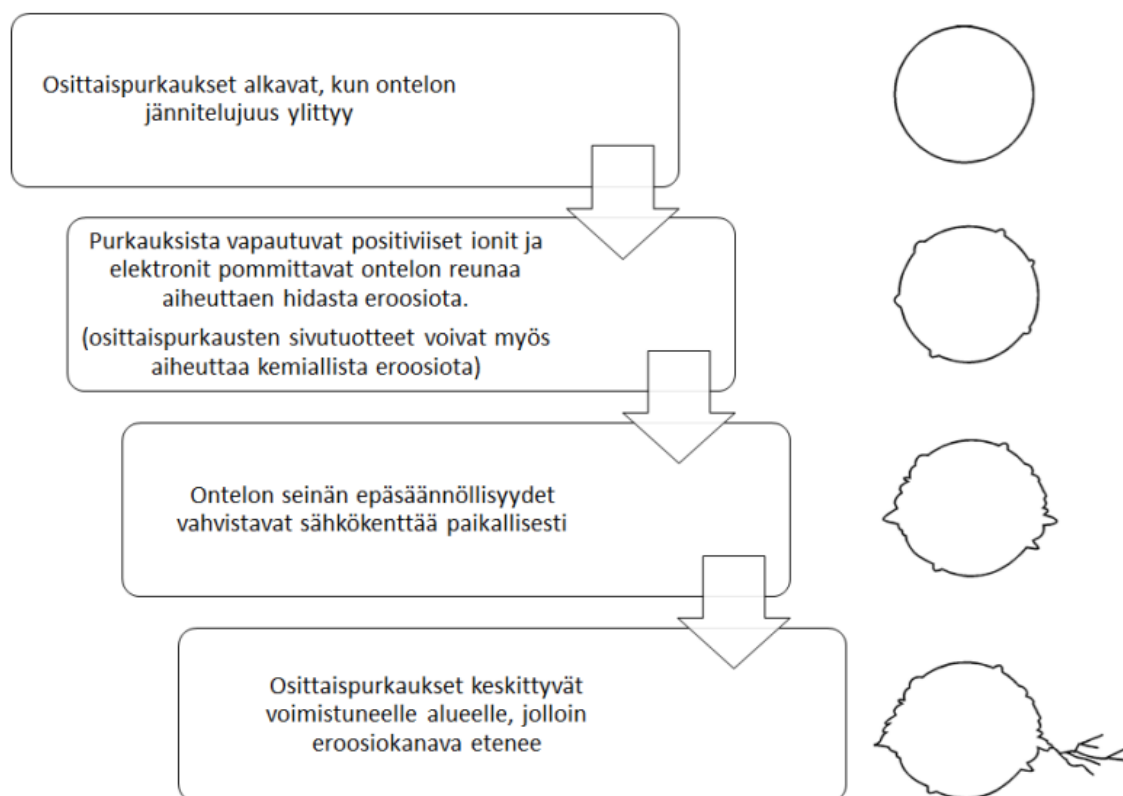 Osittaispurkaukset alkavat, kun ontelon
jännitelujuus ylittyy
Purkauksista vapautuvat positiviiset ionit ja
elektronit pommittavat ontelon reunaa
aiheuttaen hidasta eroosiota.
(osittaispurkausten sivutuotteet voivat myös
aiheuttaa kemiallista eroosiota)
Ontelon seinän epäsäännöllisyydet
vahvistavat sähkökenttää paikallisesti
Osittaispurkaukset keskittyvät
voimistuneelle alueelle, jolloin
eroosiokanava etenee